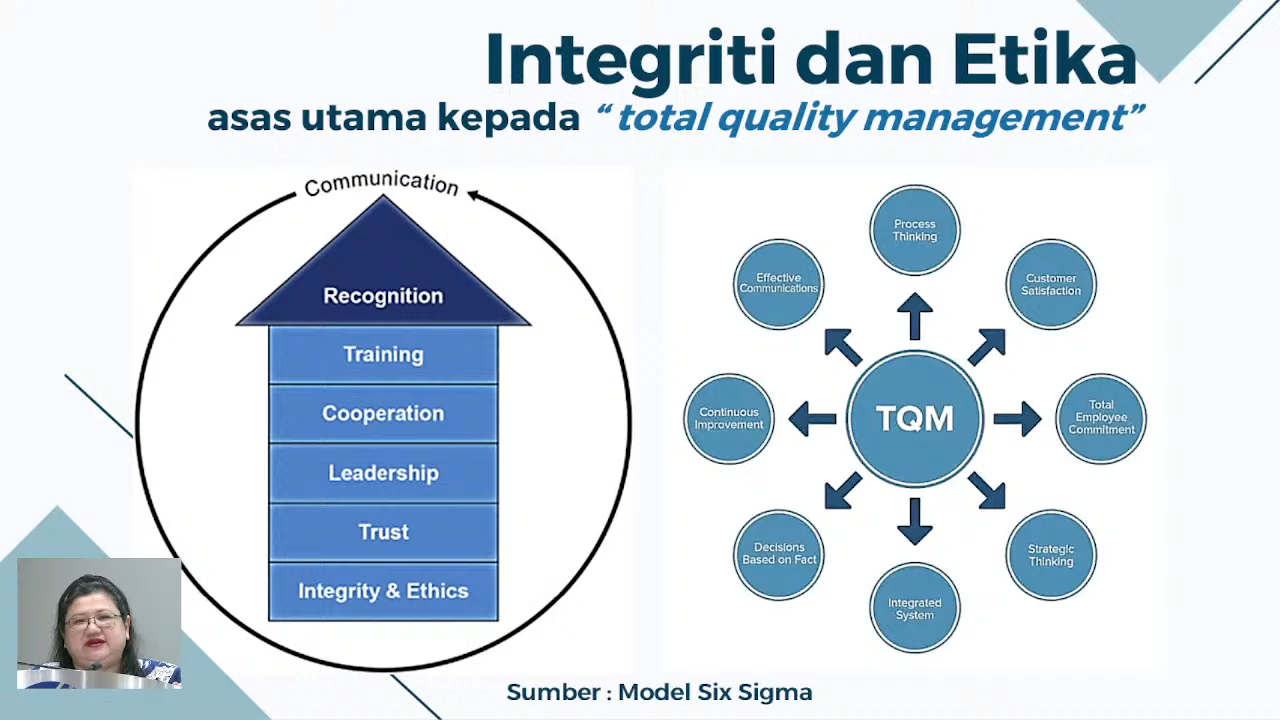 Integriti dan Etika
asas utama kepada “ total quality management”
Communication
Recognition
Training
Cooperation
Leadership
Trust
Integrity & Ethics
Process
Thinking
Customer
Satisfaction
Total
Employee
Commitment
Strategic
Thinking
Integrated
System
Decisions
Based on Fact
Continuous
Improvement
Effective
Communications
TQM
Sumber : Model Six Sigma